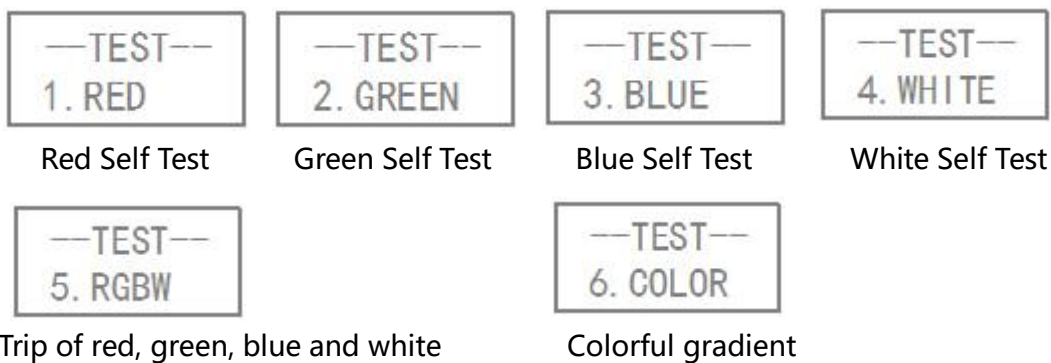 --TEST--
1. RED
--TEST--
2. GREEN
--TEST--
3. BLUE
--TEST--
4. WHITE
Red Self Test
Green Self Test
Blue Self Test
White Self Test
--TEST--
5. RGBW
--TEST--
6. COLOR
Trip of red, green, blue and white
Colorful gradient